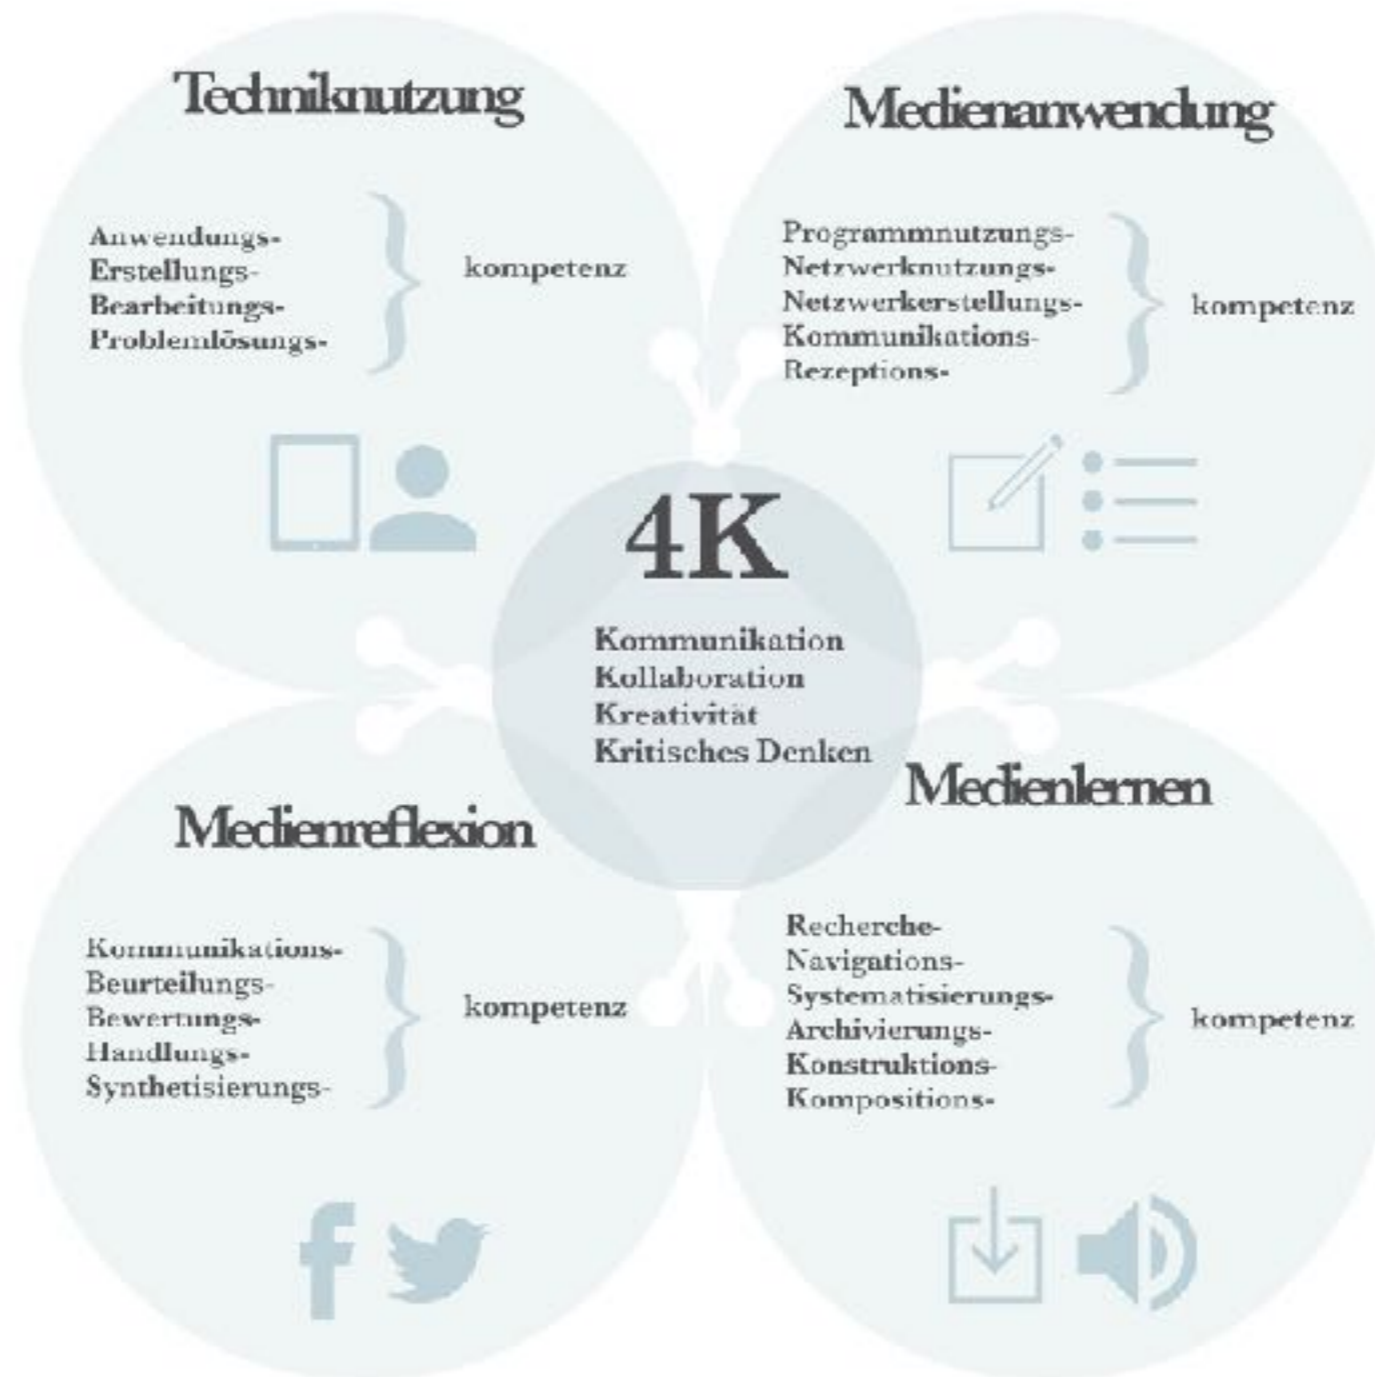 Techniknutzung
Anwendungs-
Erstellungs-
Bearbeitungs-
Problemlösungs-
kompetenz
Medienanwendung
Programmnutzungs-
Netzwerknutzungs-
Netzwerkerstellungs-
Kommunikations-
Rezeptions-
kompetenz
4K
Kommunikation
Kollaboration
Kreativität
Kritisches Denken
Medienreflexion
Kommunikations-
Beurteilungs-
Bewertungs-
Handlungs-
Synthetisierungs-
kompetenz
Medienlernen
Recherche-
Navigations-
Systematisierungs-
Archivierungs-
Konstruktions-
Kompositions-
kompetenz